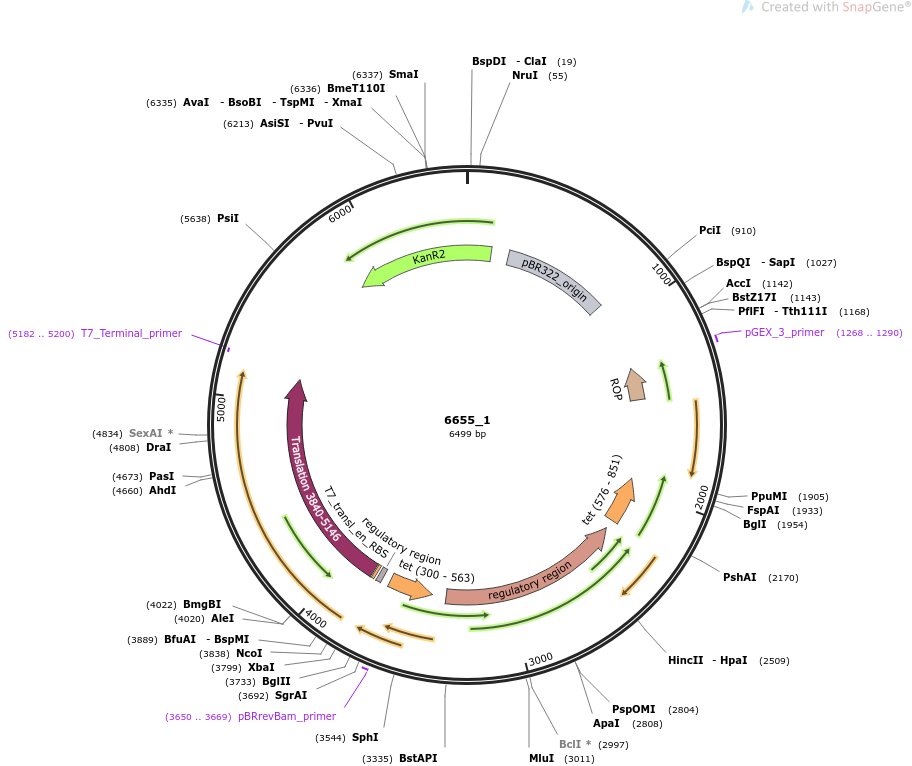 Created with SnapGene®
BspDI - ClaI (19)
NruI (55)
(6337) SmaI
(6336) BmeT110I
(6335) AvaI - BsoBI - TspMI - XmaI
(6213) AsiSI - PvuI
(5638) PsiI
(5182 .. 5200) T7_Terminal_primer
(4834) SexAI *
(4808) DraI
(4673) PasI
(4660) AhdI
(4022) BmgBI
(4020) AleI
(3889) BfuAI - BspMI
(3838) NcoI
(3799) XbaI
(3733) BglII
(3692) SgrAI
(3650 .. 3669) pBRrevBam_primer
(3544) SphI
(3335) BstAPI
PciI (910)
BspQI - SapI (1027)
AccI (1142)
BstZ17I (1143)
PflFI - Tth111I (1168)
pGEX_3_primer (1268 .. 1290)
PpuMI (1905)
FspAI (1933)
BglI (1954)
PshAI (2170)
HincII - HpaI (2509)
PspOMI (2804)
ApaI (2808)
BclI * (2997)
MluI (3011)
1000
2000
3000
4000
5000
6000
KanR2
pBR322_origin
ROP
tet (576 - 851)
regulatory region
tet (300 - 563)
regulatory region
T7_transl_en_RBS
Translation 3840-5146
6655_1
6499 bp